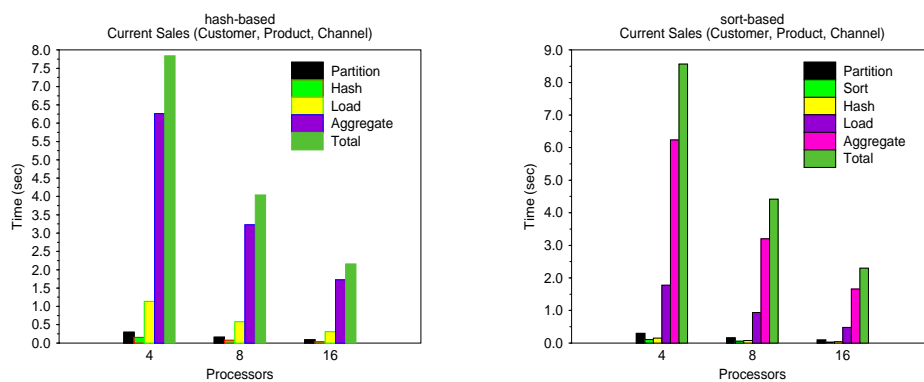 hash-based
Current Sales (Customer, Product, Channel)
8.0
7.5
7.0
6.5
6.0
5.5
5.0
4.5
4.0
3.5
3.0
2.5
2.0
1.5
1.0
0.5
0.0
Time (sec)
Partition
Hash
Load
Aggregate
Total
4 8 16
Processors
sort-based
Current Sales (Customer, Product, Channel)
9.0
8.0
7.0
6.0
5.0
4.0
3.0
2.0
1.0
0.0
Time (sec)
Partition
Sort
Hash
Load
Aggregate
Total
4 8 16
Processors